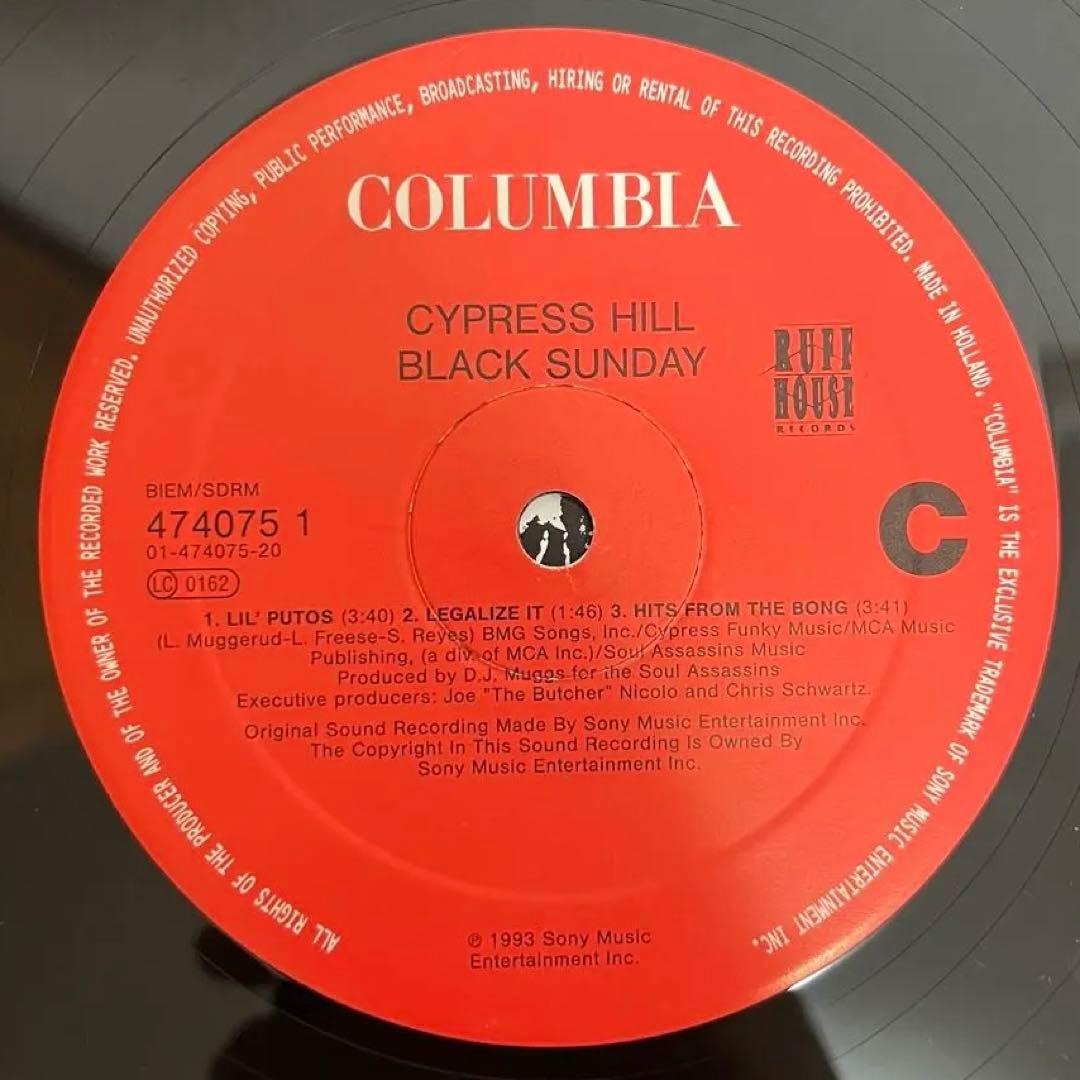 ALL RIGHTS OF THE PRODUCER AND OF THE OWNER OF THE RECORDED WORK RESERVED. UNAUTHORIZED COPYING, PUBLIC PERFORMANCE, BROADCASTING, HIRING OR RENTAL OF THIS RECORDING PROHIBITED. MADE IN HOLLAND. "COLUMBIA" IS THE EXCLUSIVE TRADEMARK OF SONY MUSIC ENTERTAINMENT INC.
COLUMBIA
CYPRESS HILL
BLACK SUNDAY
RUFF
HOUSE
RECORDS
BIEM/SDRM
474075 1
01-474075-20
LC 0162
C
1. LIL' PUTOS (3:40) 2. LEGALIZE IT (1:46) 3. HITS FROM THE BONG (3:41)
(L. Muggerud-L. Freese-S. Reyes) BMG Songs, Inc./Cypress Funky Music/MCA Music
Publishing, (a div. of MCA Inc.)/Soul Assassins Music
Produced by D.J. Muggs for the Soul Assassins
Executive producers: Joe "The Butcher" Nicolo and Chris Schwartz.
Original Sound Recording Made By Sony Music Entertainment Inc.
The Copyright In This Sound Recording Is Owned By
Sony Music Entertainment Inc.
℗ 1993 Sony Music
Entertainment Inc.